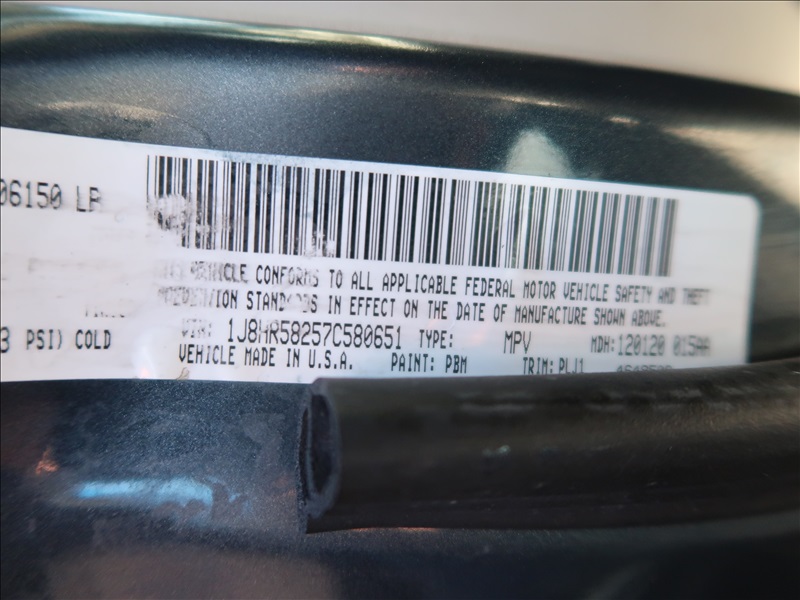 06150 LB
VEHICLE CONFORMS TO ALL APPLICABLE FEDERAL MOTOR VEHICLE SAFETY AND THEFT
PREVENTION STANDARDS IN EFFECT ON THE DATE OF MANUFACTURE SHOWN ABOVE.
3 PSI) COLD
VIN: 1J8HR58257C580651 TYPE: MPV MDH: 120120 015AA
VEHICLE MADE IN U.S.A. PAINT: PBM TRIM: PLJ1